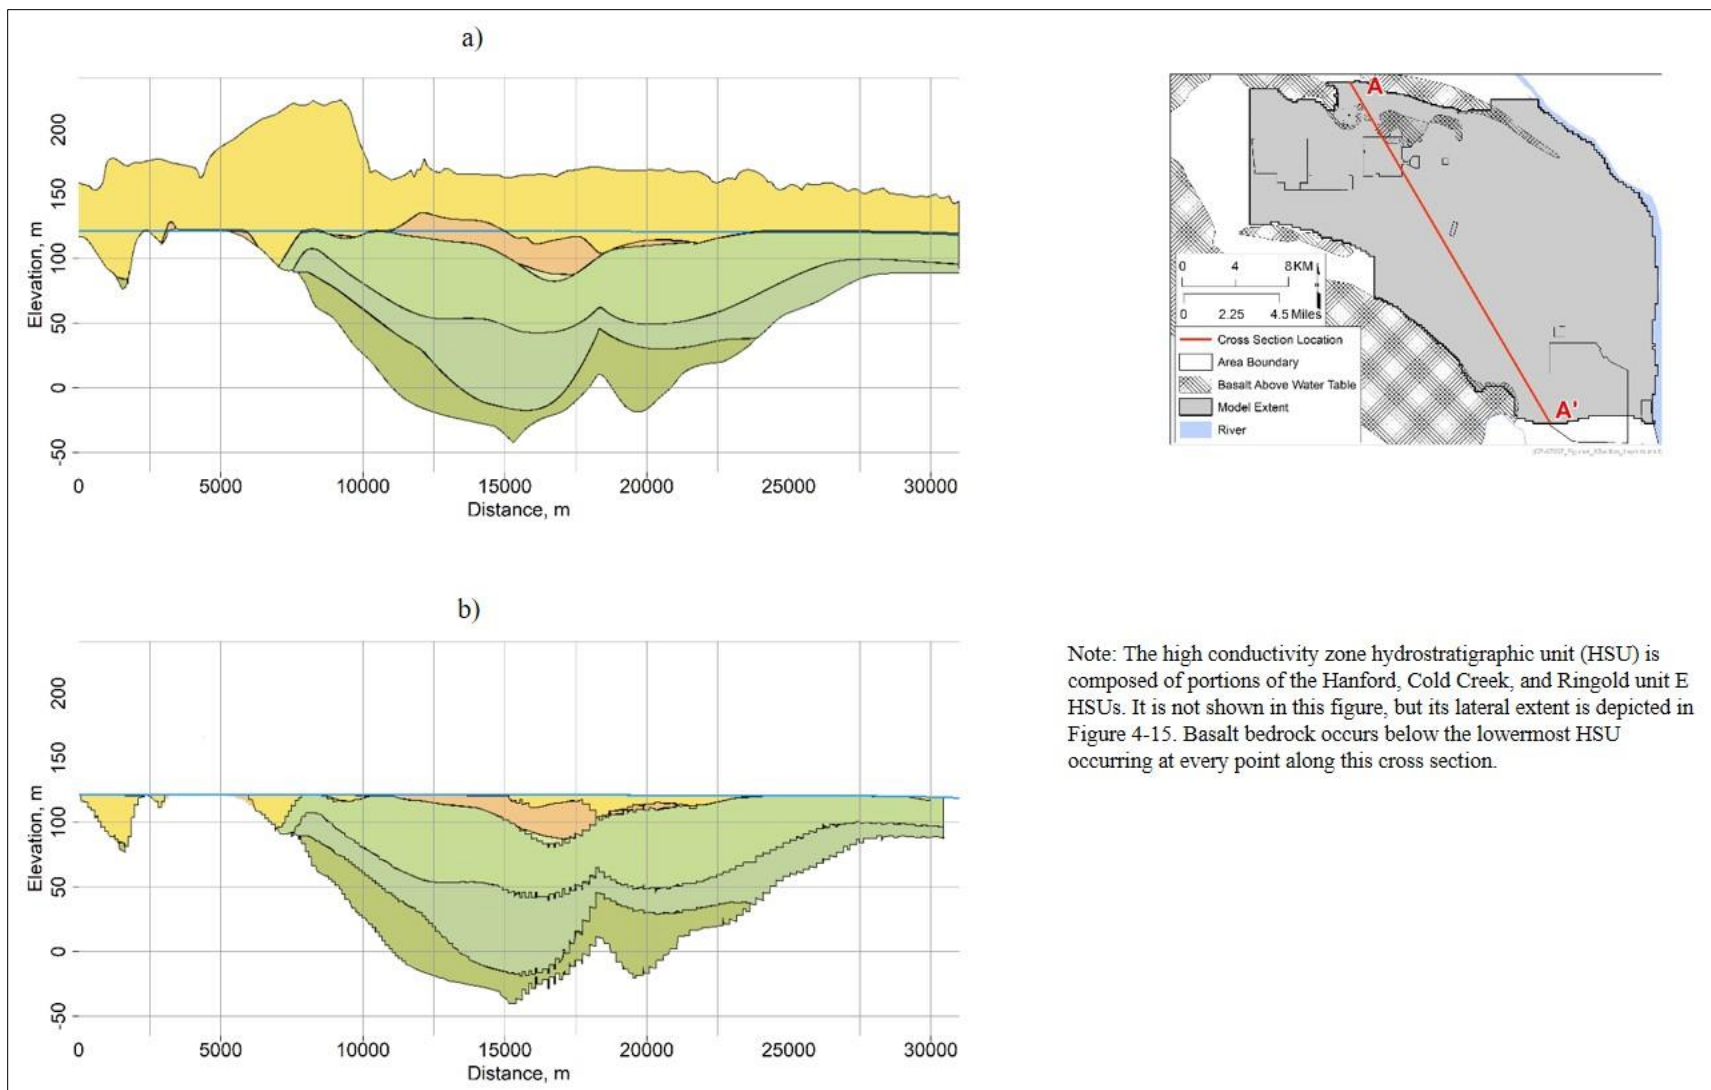 a)
200
150
100
50
0
-50
Elevation, m
0 5000 10000 15000 20000 25000 30000
Distance, m
A
0 4 8 KM
0 2.25 4.5 Miles
Cross Section Location
Area Boundary
Basalt Above Water Table
Model Extent
River
A'
b)
200
150
100
50
0
-50
Elevation, m
0 5000 10000 15000 20000 25000 30000
Distance, m
Note: The high conductivity zone hydrostratigraphic unit (HSU) is
composed of portions of the Hanford, Cold Creek, and Ringold unit E
HSUs. It is not shown in this figure, but its lateral extent is depicted in
Figure 4-15. Basalt bedrock occurs below the lowermost HSU
occurring at every point along this cross section.